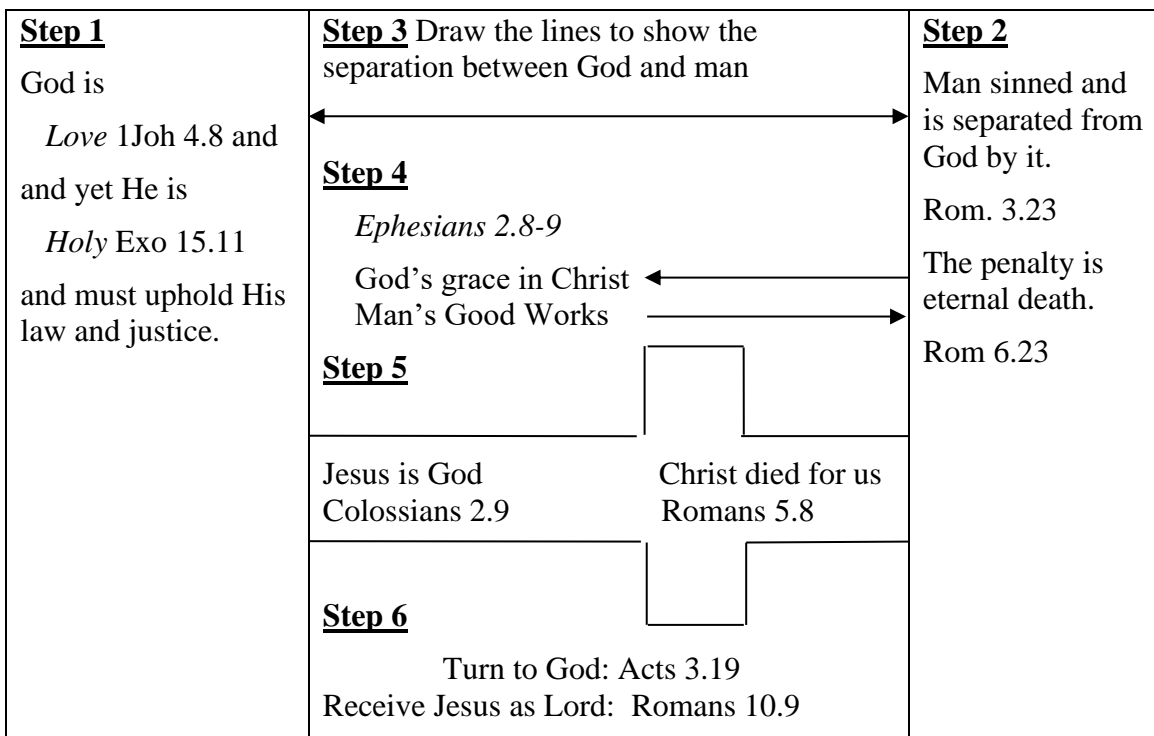 Step 1
God is
Love 1Joh 4.8 and
and yet He is
Holy Exo 15.11
and must uphold His
law and justice.
Step 3 Draw the lines to show the
separation between God and man
Step 4
Ephesians 2.8-9
God’s grace in Christ
Man’s Good Works
Step 5
Jesus is God Christ died for us
Colossians 2.9 Romans 5.8
Step 6
Turn to God: Acts 3.19
Receive Jesus as Lord: Romans 10.9
Step 2
Man sinned and
is separated from
God by it.
Rom. 3.23
The penalty is
eternal death.
Rom 6.23